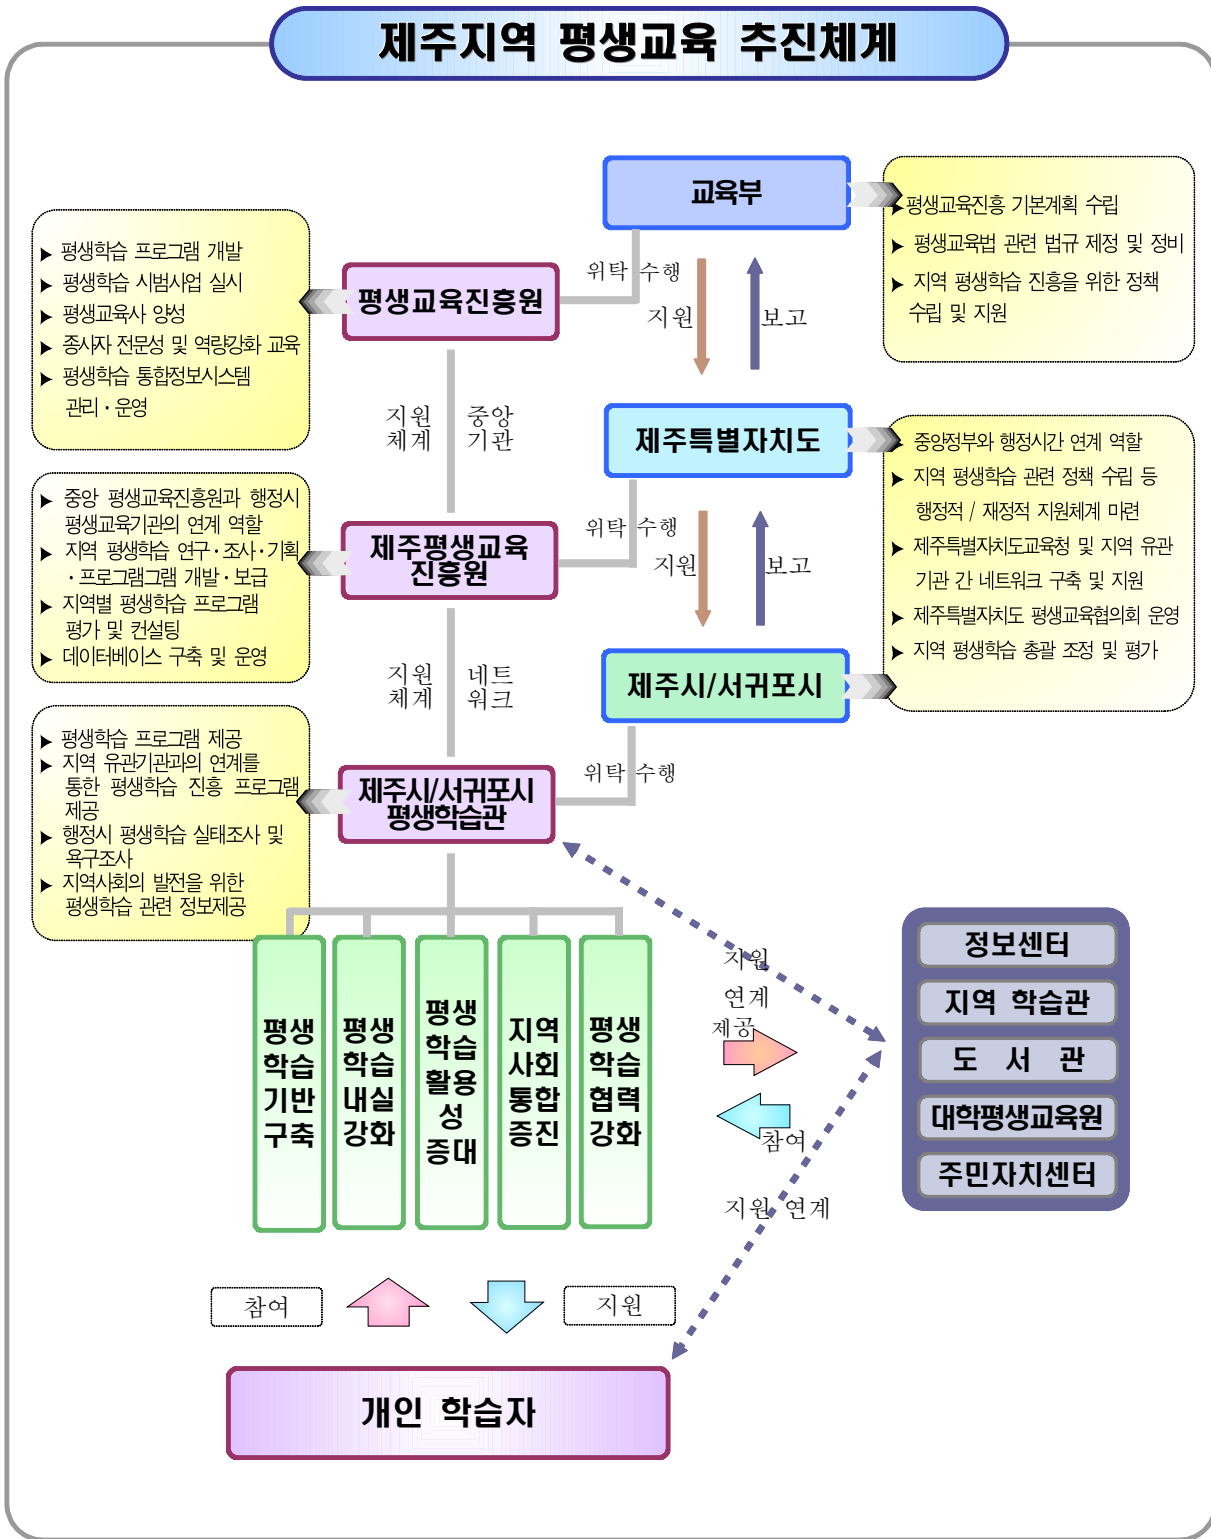 제주지역 평생교육 추진체계
교육부
평생교육진흥 기본계획 수립
평생교육법 관련 법규 제정 및 정비
지역 평생학습 진흥을 위한 정책
수립 및 지원
평생학습 프로그램 개발
평생학습 시범사업 실시
평생교육사 양성
종사자 전문성 및 역량강화 교육
평생학습 통합정보시스템
관리·운영
평생교육진흥원
위탁 수행
지원
보고
지원 중앙
체계 기관
제주특별자치도
중앙정부와 행정시간 연계 역할
지역 평생학습 관련 정책 수립 등
행정적 / 재정적 지원체계 마련
제주특별자치도교육청 및 지역 유관
기관 간 네트워크 구축 및 지원
제주특별자치도 평생교육협의회 운영
지역 평생학습 총괄 조정 및 평가
중앙 평생교육진흥원과 행정시
평생교육기관의 연계 역할
지역 평생학습 연구·조사·기획
·프로그램그램 개발·보급
지역별 평생학습 프로그램
평가 및 컨설팅
데이터베이스 구축 및 운영
제주평생교육
진흥원
위탁 수행
지원
보고
지원 네트
체계 워크
제주시/서귀포시
평생학습 프로그램 제공
지역 유관기관과의 연계를
통한 평생학습 진흥 프로그램
제공
행정시 평생학습 실태조사 및
욕구조사
지역사회의 발전을 위한
평생학습 관련 정보제공
제주시/서귀포시
평생학습관
위탁 수행
평생
학습
기반
구축
평생
학습
내실
강화
평생
학습
활용
성
증대
지역
사회
통합
증진
평생
학습
협력
강화
지원
연계
제공
참여
지원 연계
정보센터
지역 학습관
도 서 관
대학평생교육원
주민자치센터
참여
지원
개인 학습자